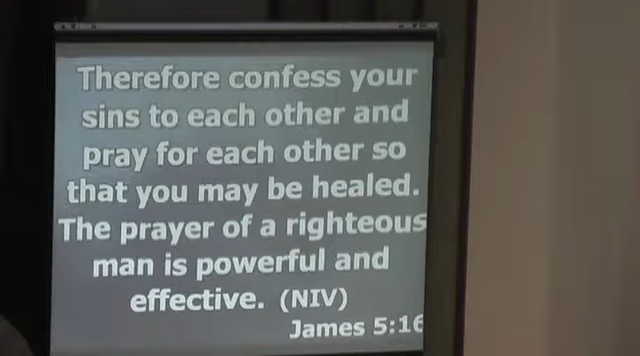 Therefore confess your
sins to each other and
pray for each other so
that you may be healed.
The prayer of a righteous
man is powerful and
effective. (NIV)
James 5:16